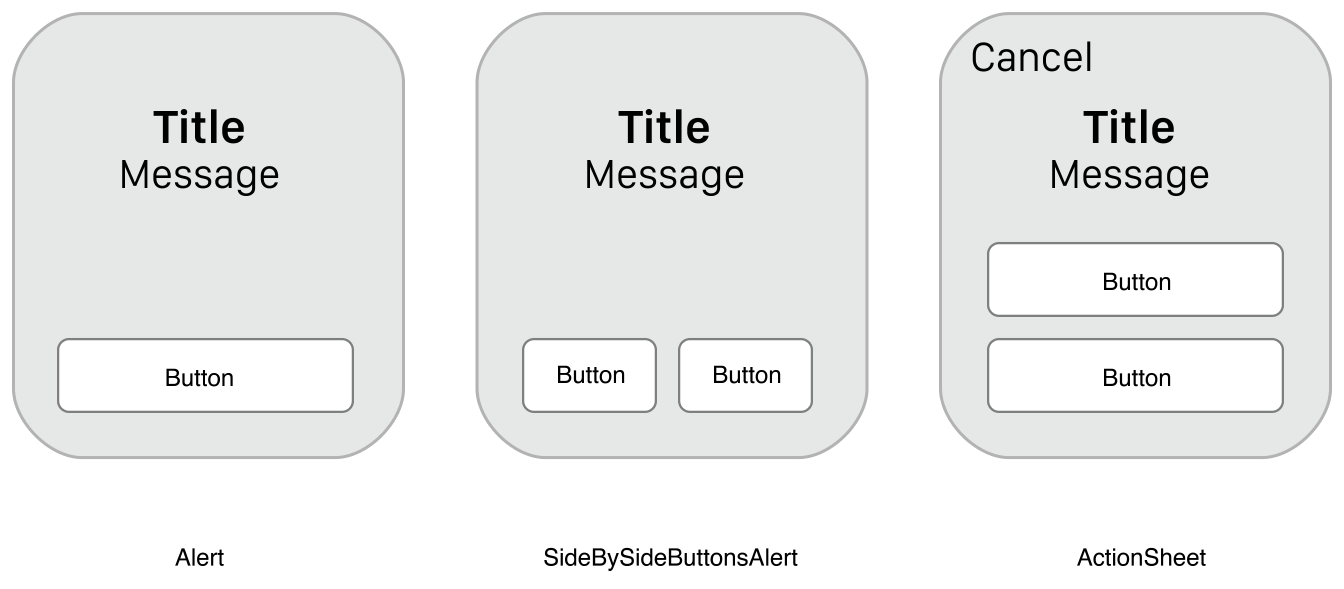 Title
Message
Button
Alert
Title
Message
Button Button
SideBySideButtonsAlert
Cancel
Title
Message
Button
Button
ActionSheet